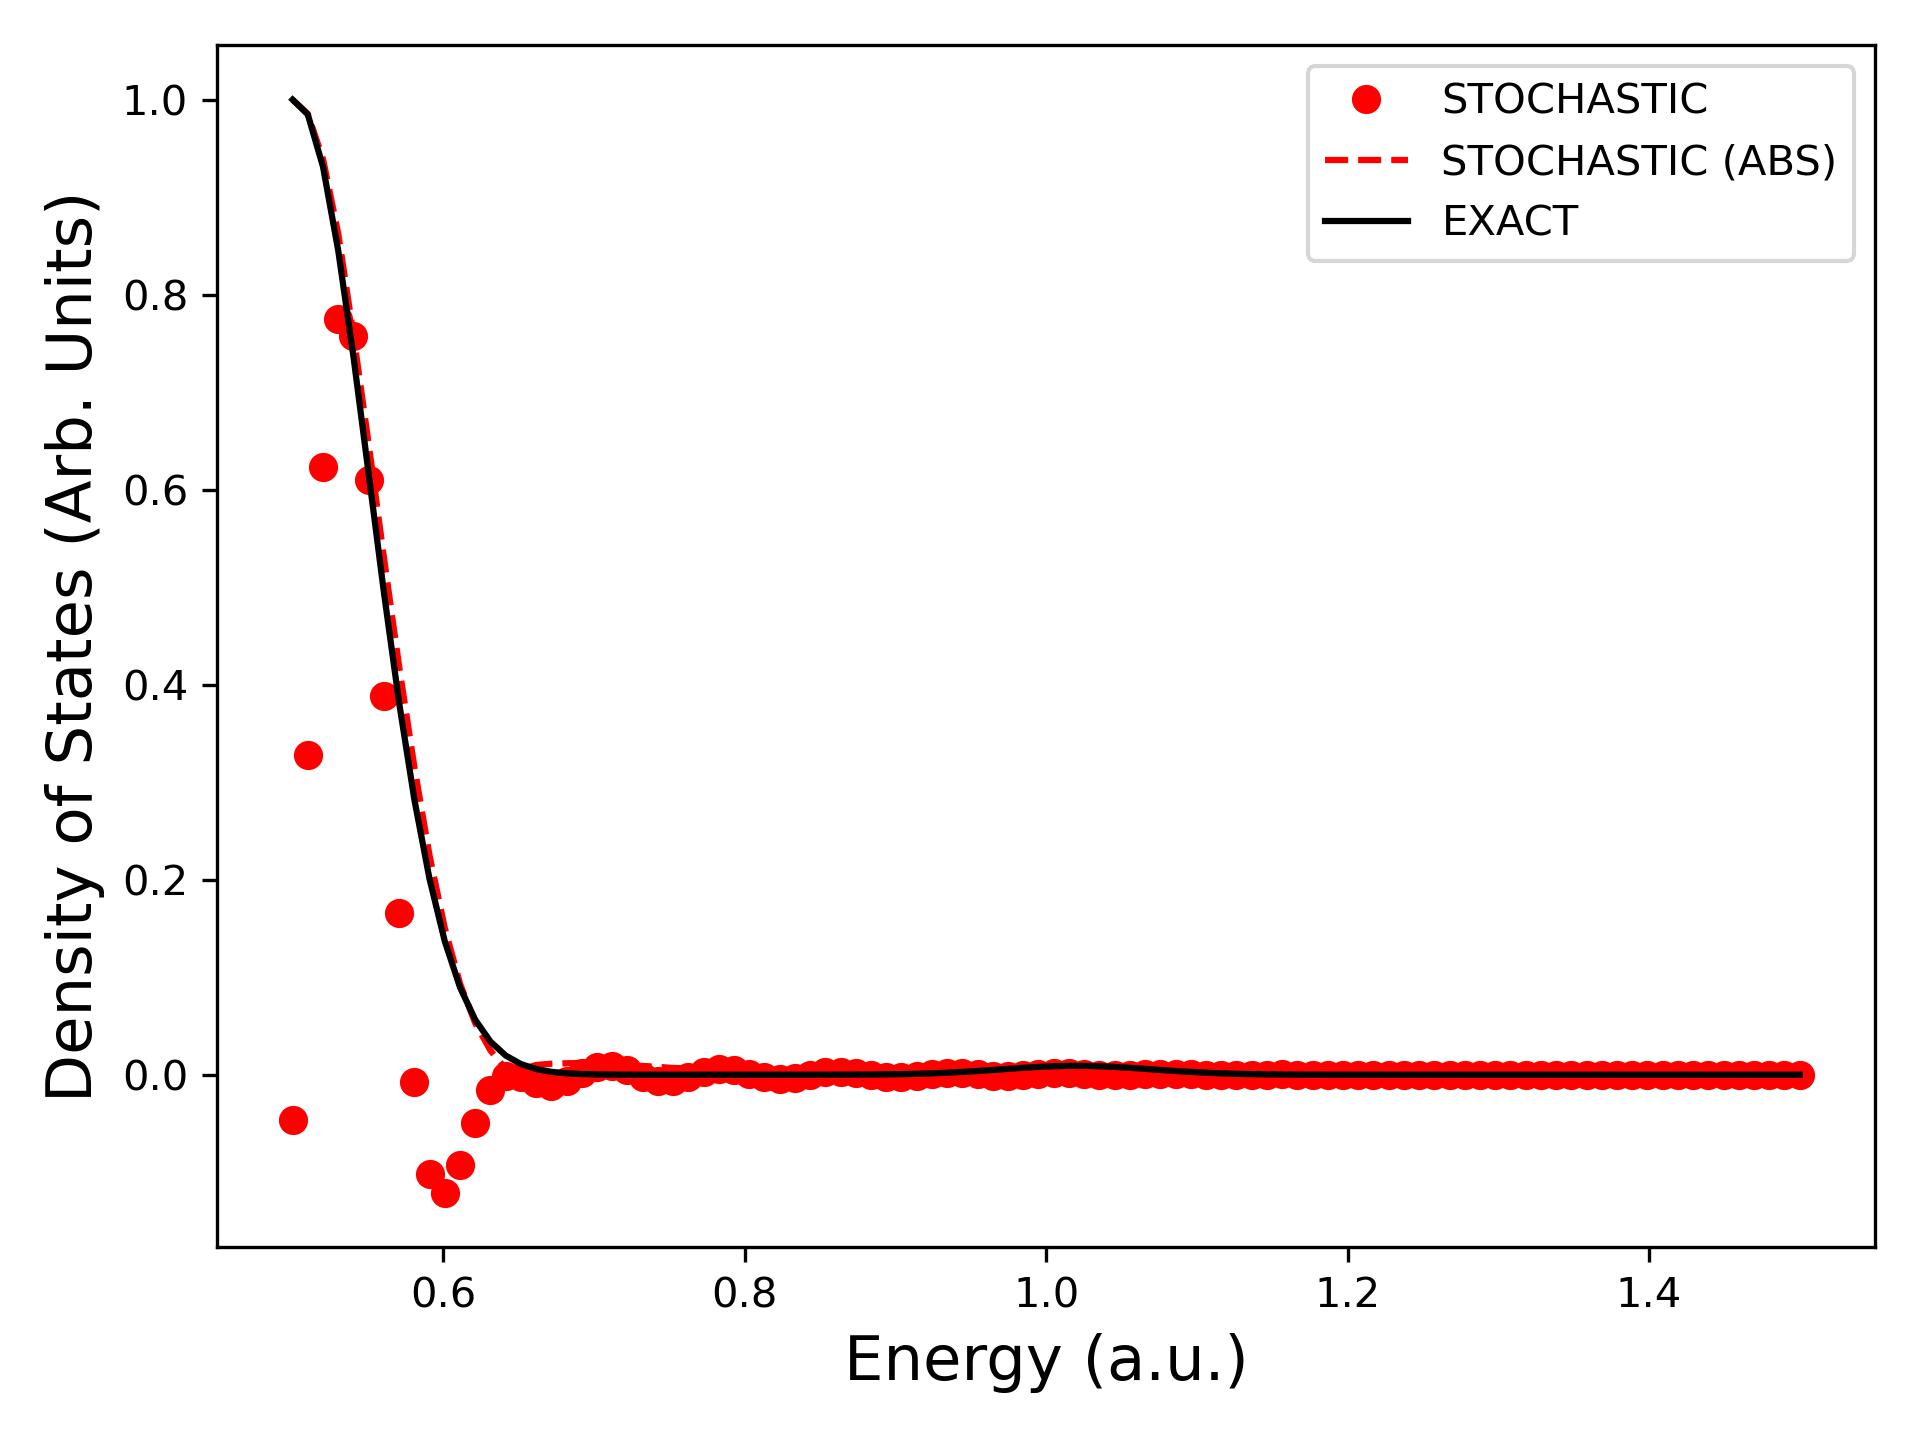 STOCHASTIC
STOCHASTIC (ABS)
EXACT
Density of States (Arb. Units)
1.0
0.8
0.6
0.4
0.2
0.0
0.6 0.8 1.0 1.2 1.4
Energy (a.u.)